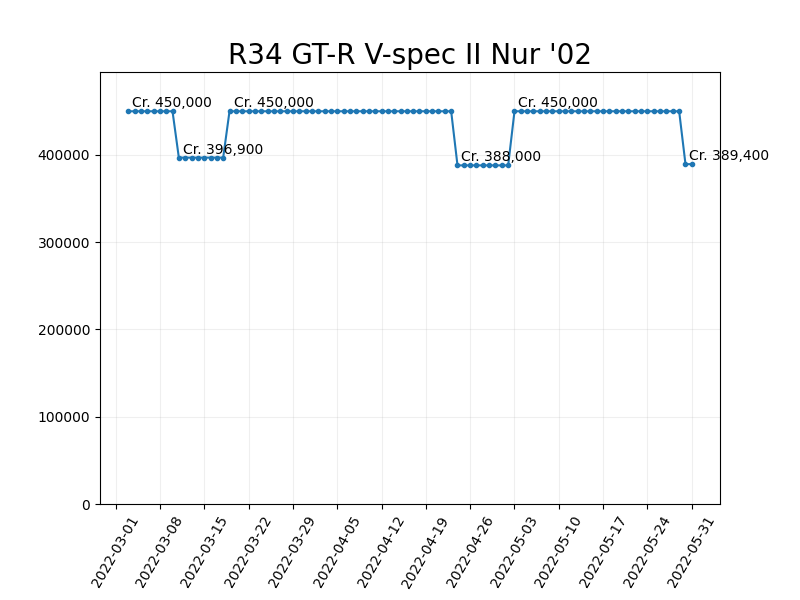 R34 GT-R V-spec II Nur '02
Cr. 450,000
Cr. 450,000
Cr. 450,000
Cr. 396,900
Cr. 388,000
Cr. 389,400
400000
300000
200000
100000
0
2022-03-01
2022-03-08
2022-03-15
2022-03-22
2022-03-29
2022-04-05
2022-04-12
2022-04-19
2022-04-26
2022-05-03
2022-05-10
2022-05-17
2022-05-24
2022-05-31